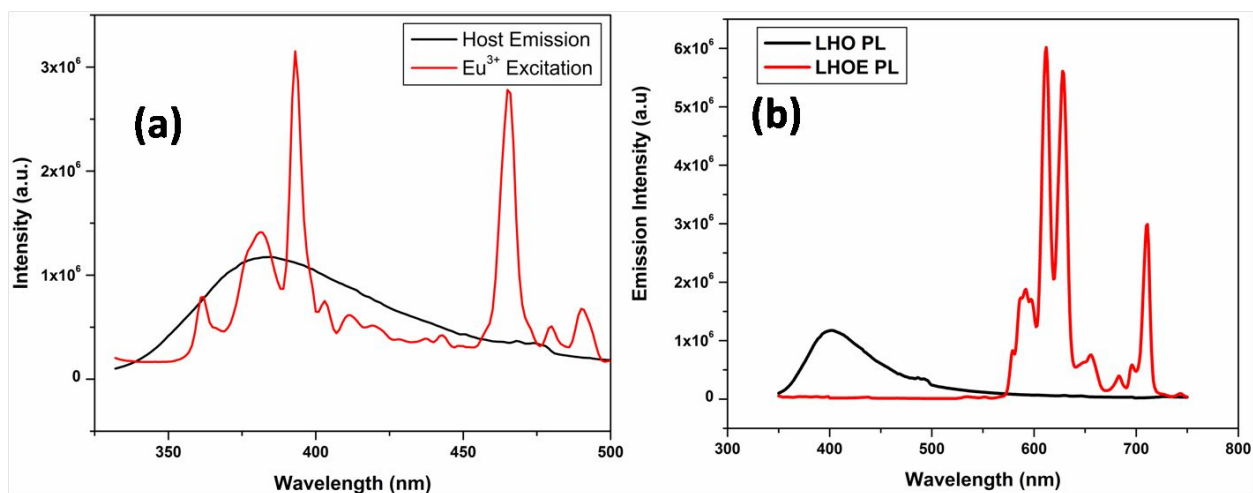 (a)
Host Emission
Eu³⁺ Excitation
Intensity (a.u.)
3x10⁶
2x10⁶
1x10⁶
0
350
400
450
500
Wavelength (nm)
(b)
LHO PL
LHOE PL
Emission Intensity (a.u)
6x10⁶
5x10⁶
4x10⁶
3x10⁶
2x10⁶
1x10⁶
0
300
400
500
600
700
800
Wavelength (nm)